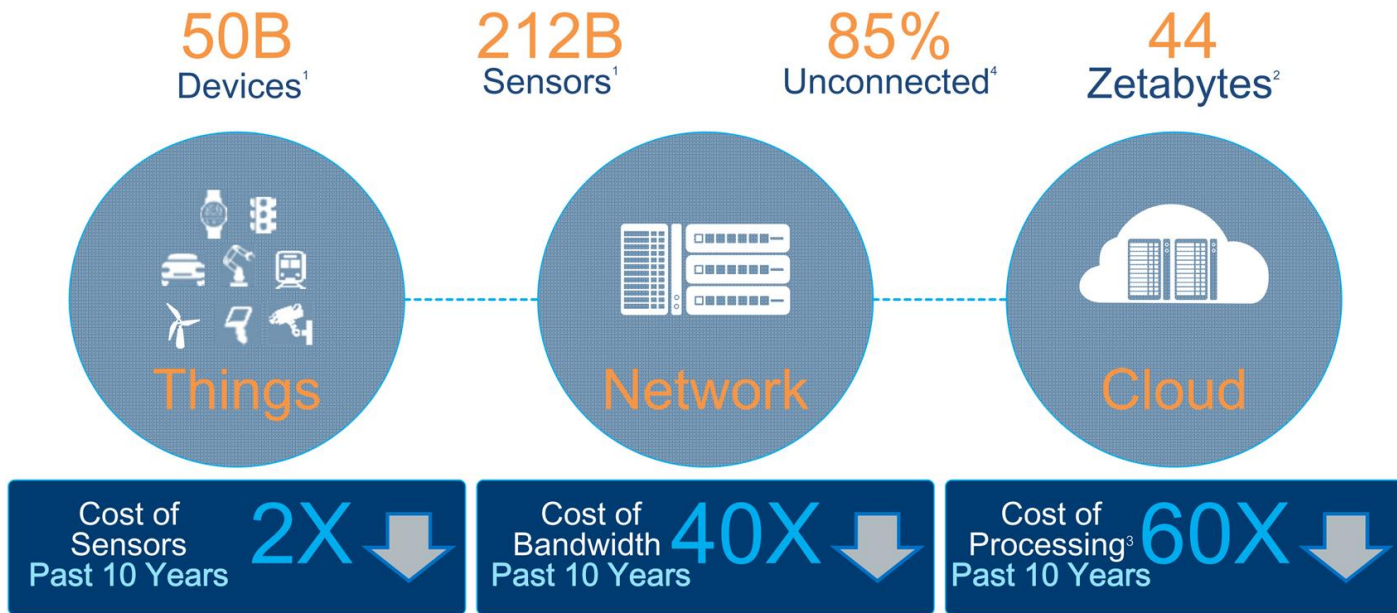 50B
Devices¹
212B
Sensors¹
85%
Unconnected⁴
44
Zetabytes²
Things
Network
Cloud
Cost of
Sensors
Past 10 Years
2X
Cost of
Bandwidth
Past 10 Years
40X
Cost of
Processing³
Past 10 Years
60X